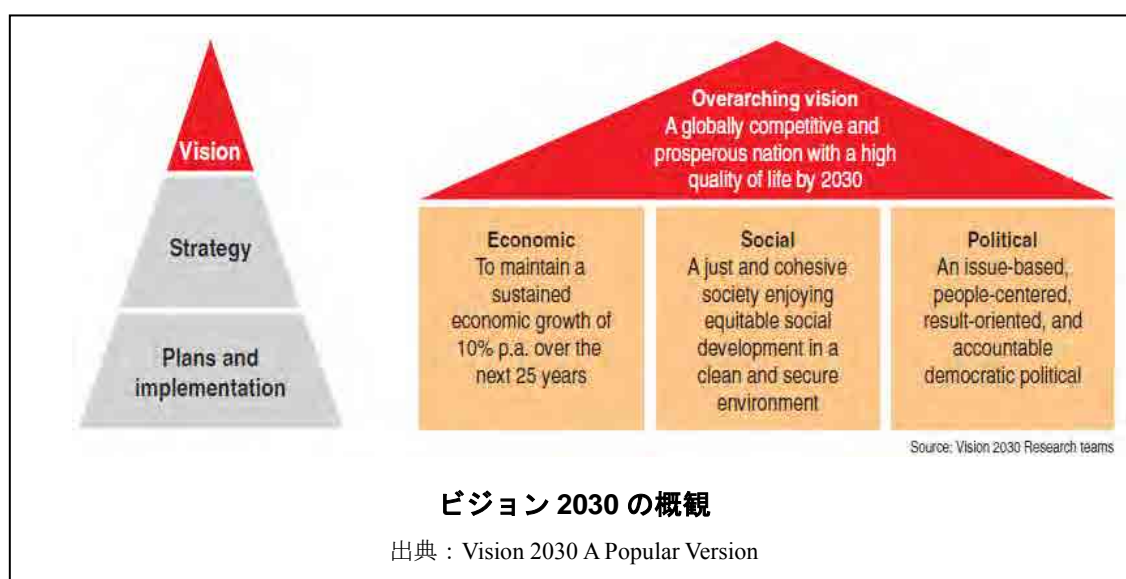 Vision
Strategy
Plans and
implementation
Overarching vision
A globally competitive and
prosperous nation with a high
quality of life by 2030
Economic
To maintain a
sustained
economic growth of
10% p.a. over the
next 25 years
Social
A just and cohesive
society enjoying
equitable social
development in a
clean and secure
environment
Political
An issue-based,
people-centered,
result-oriented, and
accountable
democratic political
Source: Vision 2030 Research teams
ビジョン 2030 の概観
出典：Vision 2030 A Popular Version